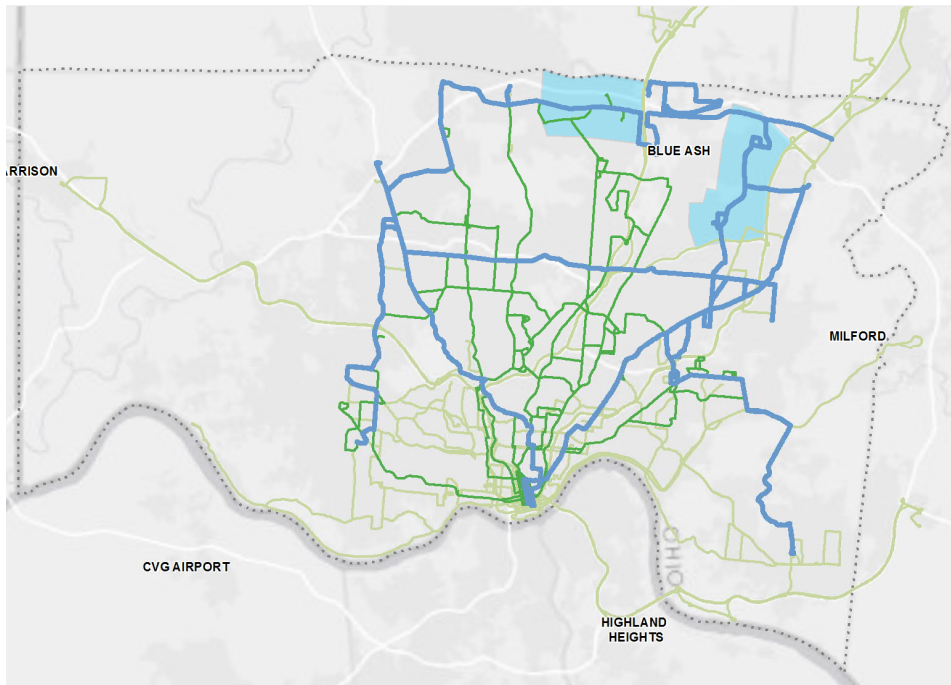 BLUE ASH
ARRISON
MILFORD
OHIO
CVG AIRPORT
HIGHLAND
HEIGHTS